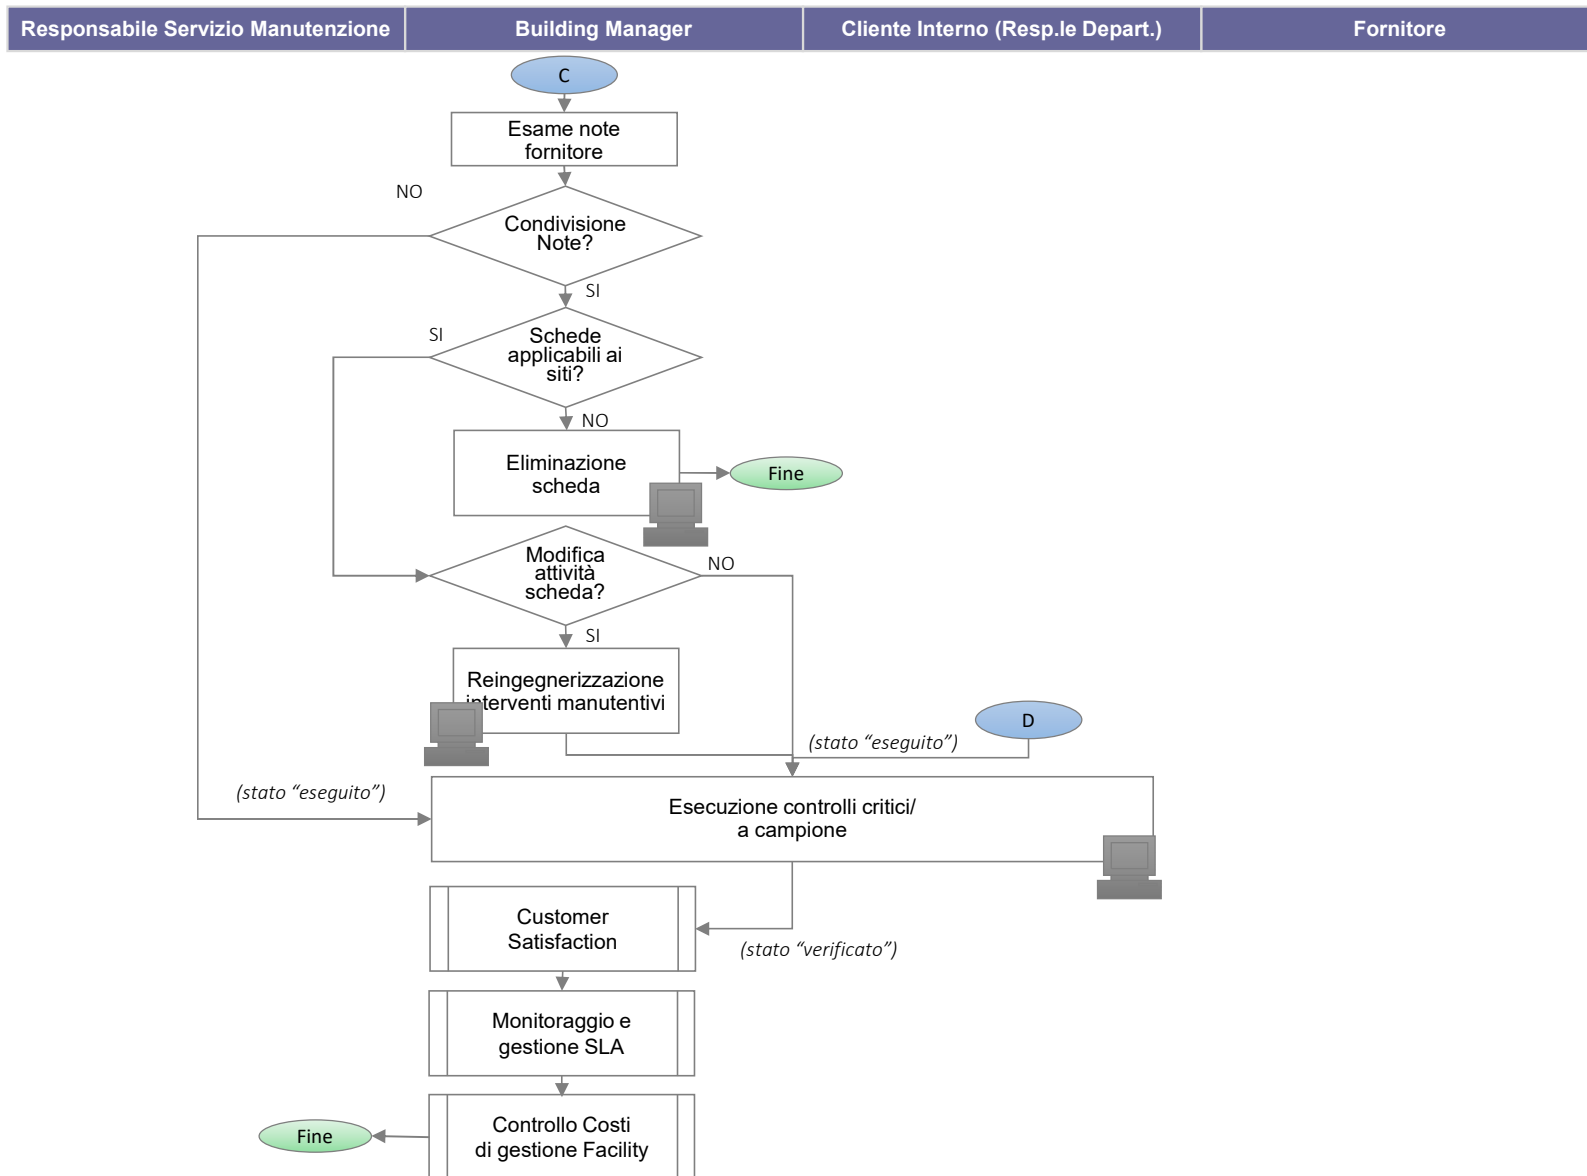 Responsabile Servizio Manutenzione
Building Manager
Cliente Interno (Resp.le Depart.)
Fornitore
C
Esame note
fornitore
NO
Condivisione
Note?
SI
SI
Schede
applicabili ai
siti?
NO
Eliminazione
scheda
Fine
Modifica
attività
scheda?
NO
SI
Reingegnerizzazione
interventi manutentivi
D
(stato “eseguito”)
(stato “eseguito”)
Esecuzione controlli critici/
a campione
Customer
Satisfaction
(stato “verificato”)
Monitoraggio e
gestione SLA
Controllo Costi
di gestione Facility
Fine